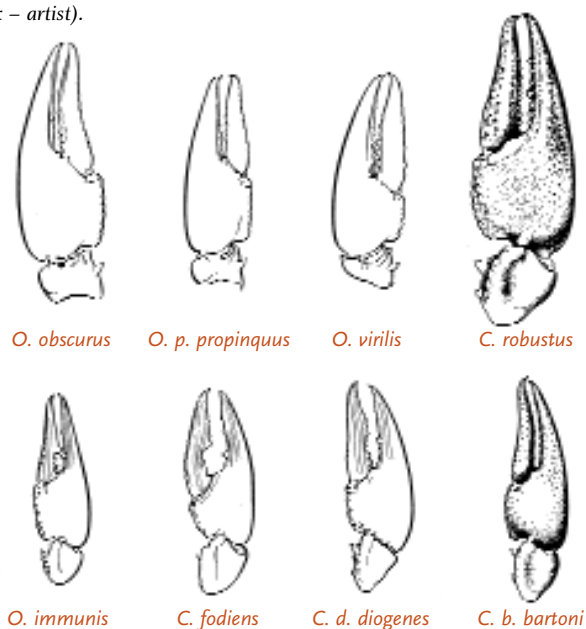 – artist).
O. obscurus O. p. propinquus O. virilis C. robustus
O. immunis C. fodiens C. d. diogenes C. b. bartoni